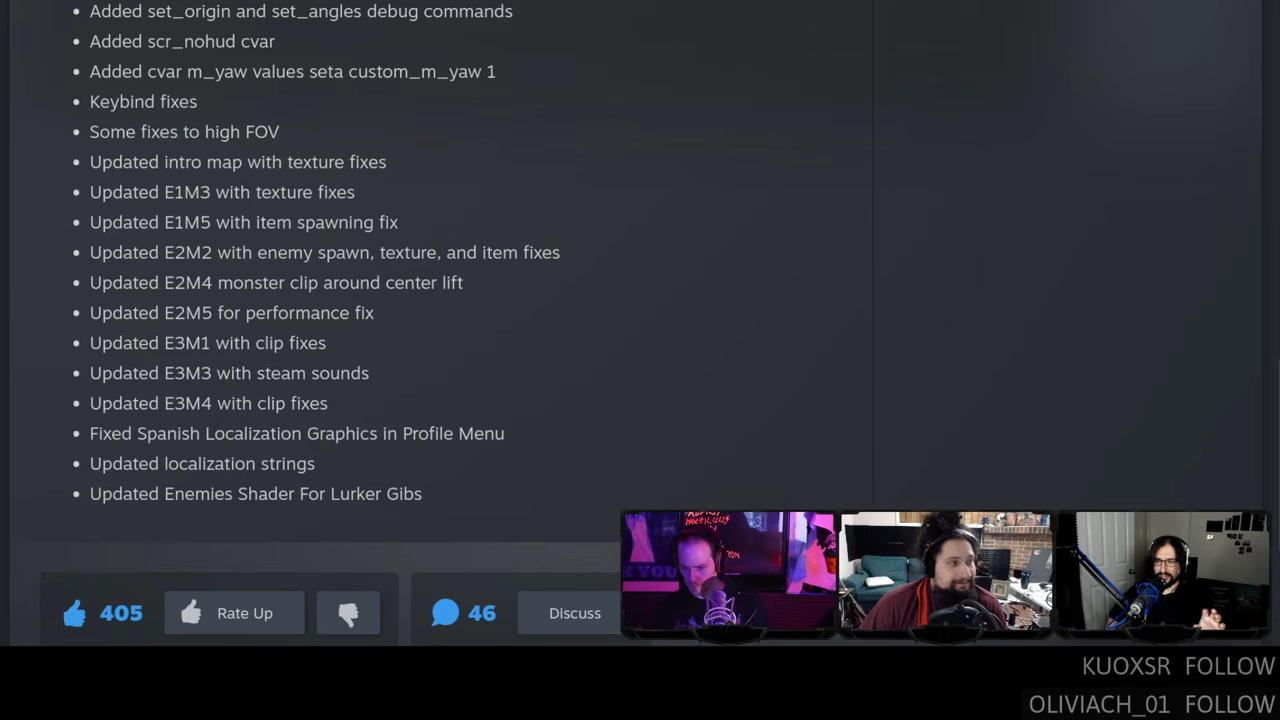 Added set_origin and set_angles debug commands
Added scr_nohud cvar
Added cvar m_yaw values seta custom_m_yaw 1
Keybind fixes
Some fixes to high FOV
Updated intro map with texture fixes
Updated E1M3 with texture fixes
Updated E1M5 with item spawning fix
Updated E2M2 with enemy spawn, texture, and item fixes
Updated E2M4 monster clip around center lift
Updated E2M5 for performance fix
Updated E3M1 with clip fixes
Updated E3M3 with steam sounds
Updated E3M4 with clip fixes
Fixed Spanish Localization Graphics in Profile Menu
Updated localization strings
Updated Enemies Shader For Lurker Gibs
405 Rate Up 46 Discuss
KUOXSR FOLLOW
OLIVIACH_01 FOLLOW